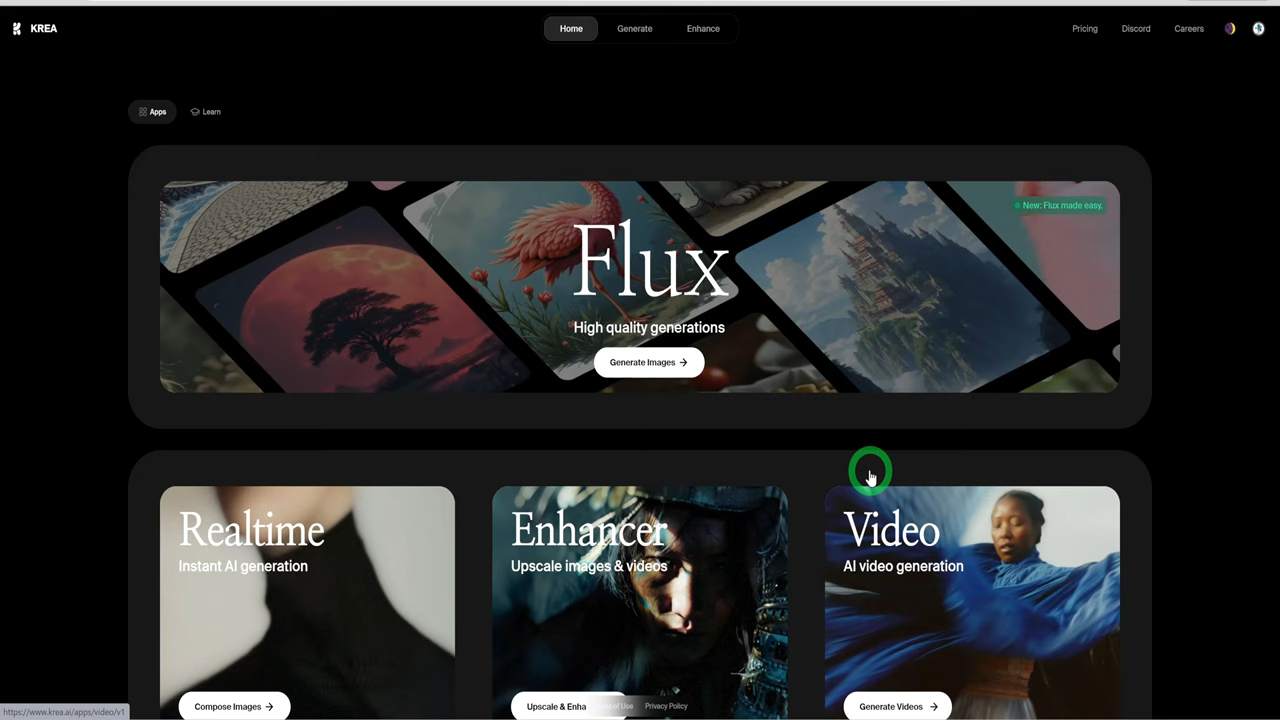 KREA
Home
Generate
Enhance
Pricing
Discord
Careers
Apps
Learn
New: Flux made easy.
Flux
High quality generations
Generate Images
Realtime
Instant AI generation
Compose Images
Enhancer
Upscale images & videos
Upscale & Enha
of Use
Privacy Policy
Video
AI video generation
Generate Videos
https://www.krea.ai/apps/video/v1